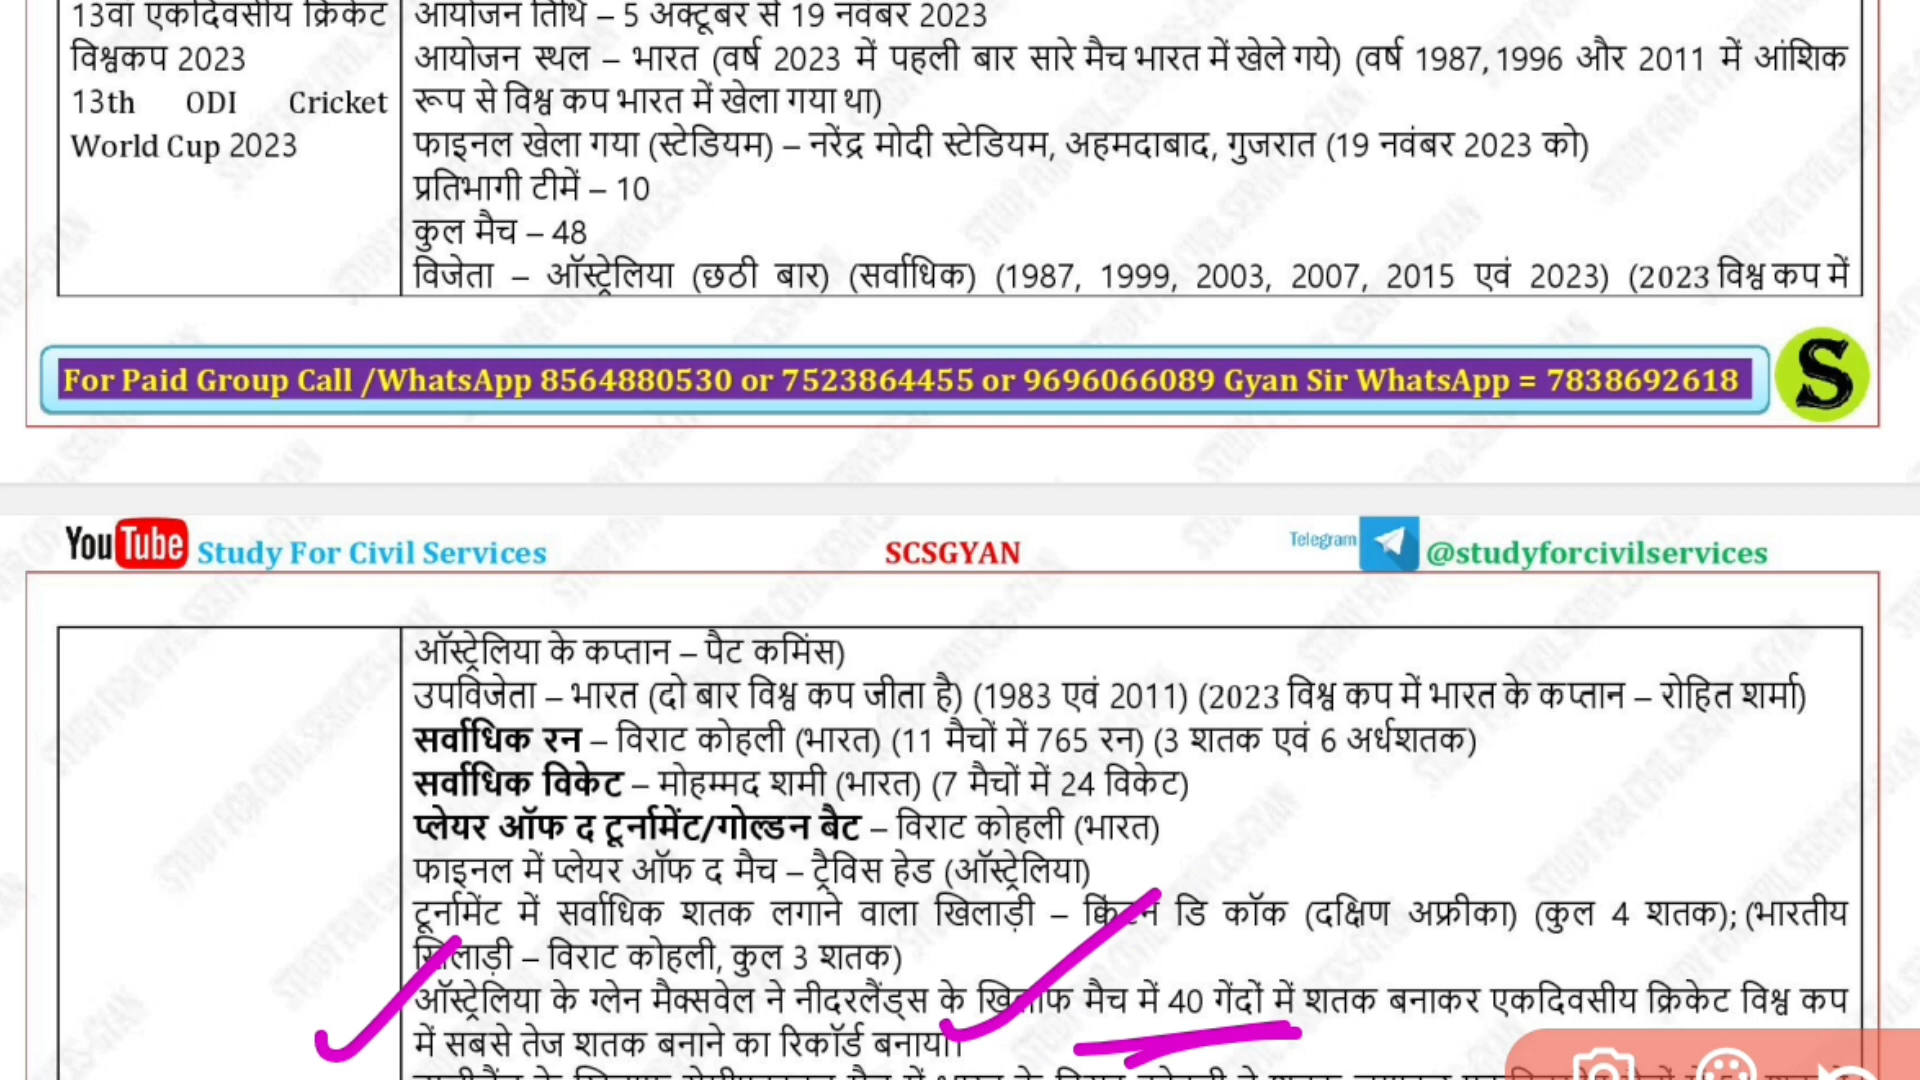 13वां एकदिवसीय क्रिकेट
विश्वकप 2023
13th ODI Cricket
World Cup 2023
आयोजन तिथि – 5 अक्टूबर से 19 नवंबर 2023
आयोजन स्थल – भारत (वर्ष 2023 में पहली बार सारे मैच भारत में खेले गये) (वर्ष 1987,1996 और 2011 में आंशिक
रूप से विश्व कप भारत में खेला गया था)
फाइनल खेला गया (स्टेडियम) – नरेंद्र मोदी स्टेडियम, अहमदाबाद, गुजरात (19 नवंबर 2023 को)
प्रतिभागी टीमें – 10
कुल मैच – 48
विजेता – ऑस्ट्रेलिया (छठी बार) (सर्वाधिक) (1987, 1999, 2003, 2007, 2015 एवं 2023) (2023 विश्व कप में
For Paid Group Call /WhatsApp 8564880530 or 7523864455 or 9696066089 Gyan Sir WhatsApp = 7838692618
S
YouTube Study For Civil Services
SCSGYAN
Telegram @studyforcivilservices
ऑस्ट्रेलिया के कप्तान – पैट कमिंस)
उपविजेता – भारत (दो बार विश्व कप जीता है) (1983 एवं 2011) (2023 विश्व कप में भारत के कप्तान – रोहित शर्मा)
सर्वाधिक रन – विराट कोहली (भारत) (11 मैचों में 765 रन) (3 शतक एवं 6 अर्धशतक)
सर्वाधिक विकेट – मोहम्मद शमी (भारत) (7 मैचों में 24 विकेट)
प्लेयर ऑफ द टूर्नामेंट/गोल्डन बैट – विराट कोहली (भारत)
फाइनल में प्लेयर ऑफ द मैच – ट्रैविस हेड (ऑस्ट्रेलिया)
टूर्नामेंट में सर्वाधिक शतक लगाने वाला खिलाड़ी – क्विंटन डि कॉक (दक्षिण अफ्रीका) (कुल 4 शतक); (भारतीय
खिलाड़ी – विराट कोहली, कुल 3 शतक)
ऑस्ट्रेलिया के ग्लेन मैक्सवेल ने नीदरलैंड्स के खिलाफ मैच में 40 गेंदों में शतक बनाकर एकदिवसीय क्रिकेट विश्व कप
में सबसे तेज शतक बनाने का रिकॉर्ड बनाया।